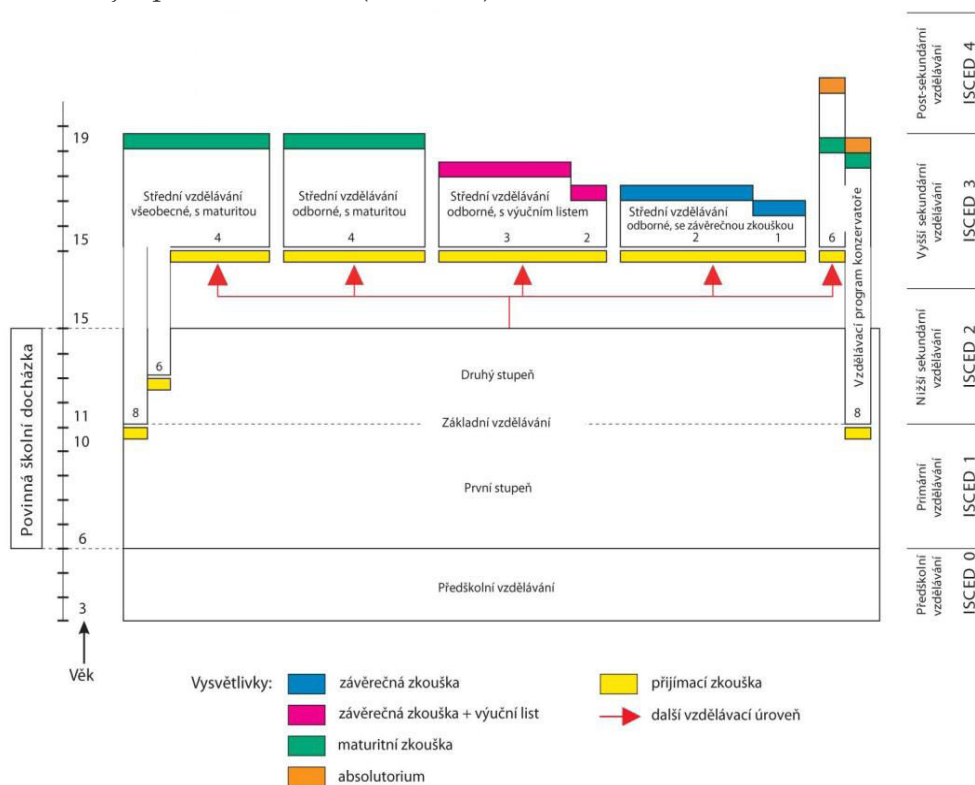 19
15
15
11
10
6
3
Věk
Povinná školní docházka
Střední vzdělávání
všeobecné, s maturitou
4
Střední vzdělávání
odborné, s maturitou
4
Střední vzdělávání
odborné, s výučním listem
3
2
Střední vzdělávání
odborné, se závěrečnou zkouškou
2
1
6
Vzdělávací program konzervatoře
8
6
8
Druhý stupeň
Základní vzdělávání
První stupeň
Předškolní vzdělávání
Post-sekundární
vzdělávání
ISCED 4
Vyšší sekundární
vzdělávání
ISCED 3
Nižší sekundární
vzdělávání
ISCED 2
Primární
vzdělávání
ISCED 1
Předškolní
vzdělávání
ISCED 0
Vysvětlivky:
závěrečná zkouška
závěrečná zkouška + výuční list
maturitní zkouška
absolutorium
přijímací zkouška
další vzdělávací úroveň